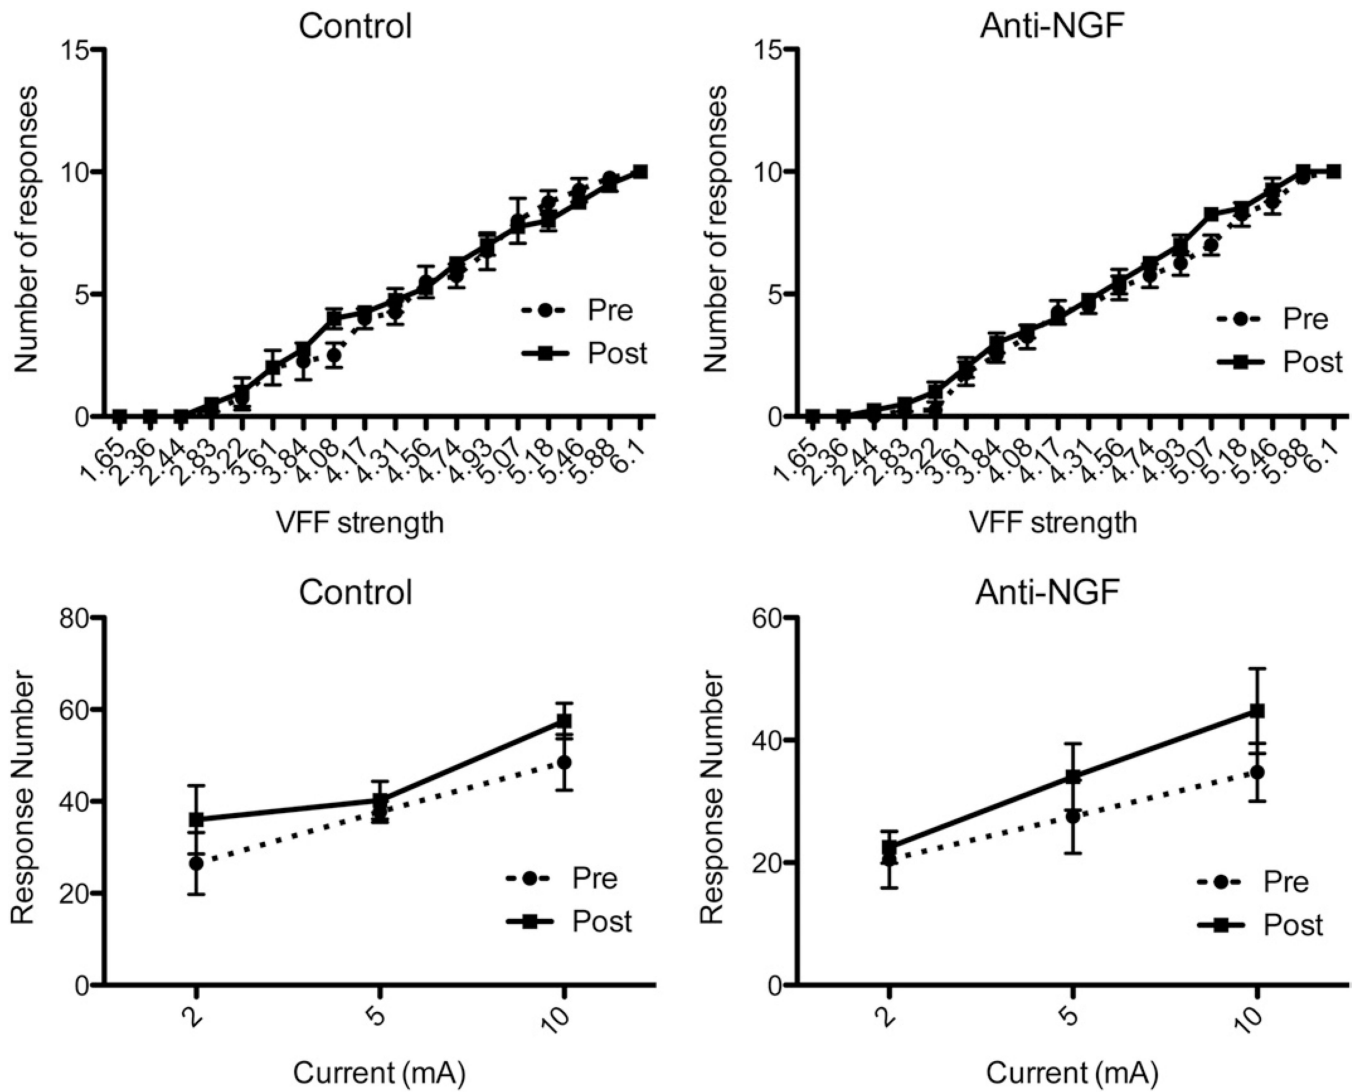 Control
15
10
5
0
Number of responses
Pre
Post
1.65
2.36
2.44
2.83
3.22
3.61
3.84
4.08
4.17
4.31
4.56
4.74
4.93
5.07
5.18
5.46
5.88
6.1
VFF strength
Anti-NGF
15
10
5
0
Number of responses
Pre
Post
1.65
2.36
2.44
2.83
3.22
3.61
3.84
4.08
4.17
4.31
4.56
4.74
4.93
5.07
5.18
5.46
5.88
6.1
VFF strength
Control
80
60
40
20
0
Response Number
Pre
Post
2
5
10
Current (mA)
Anti-NGF
60
40
20
0
Response Number
Pre
Post
2
5
10
Current (mA)